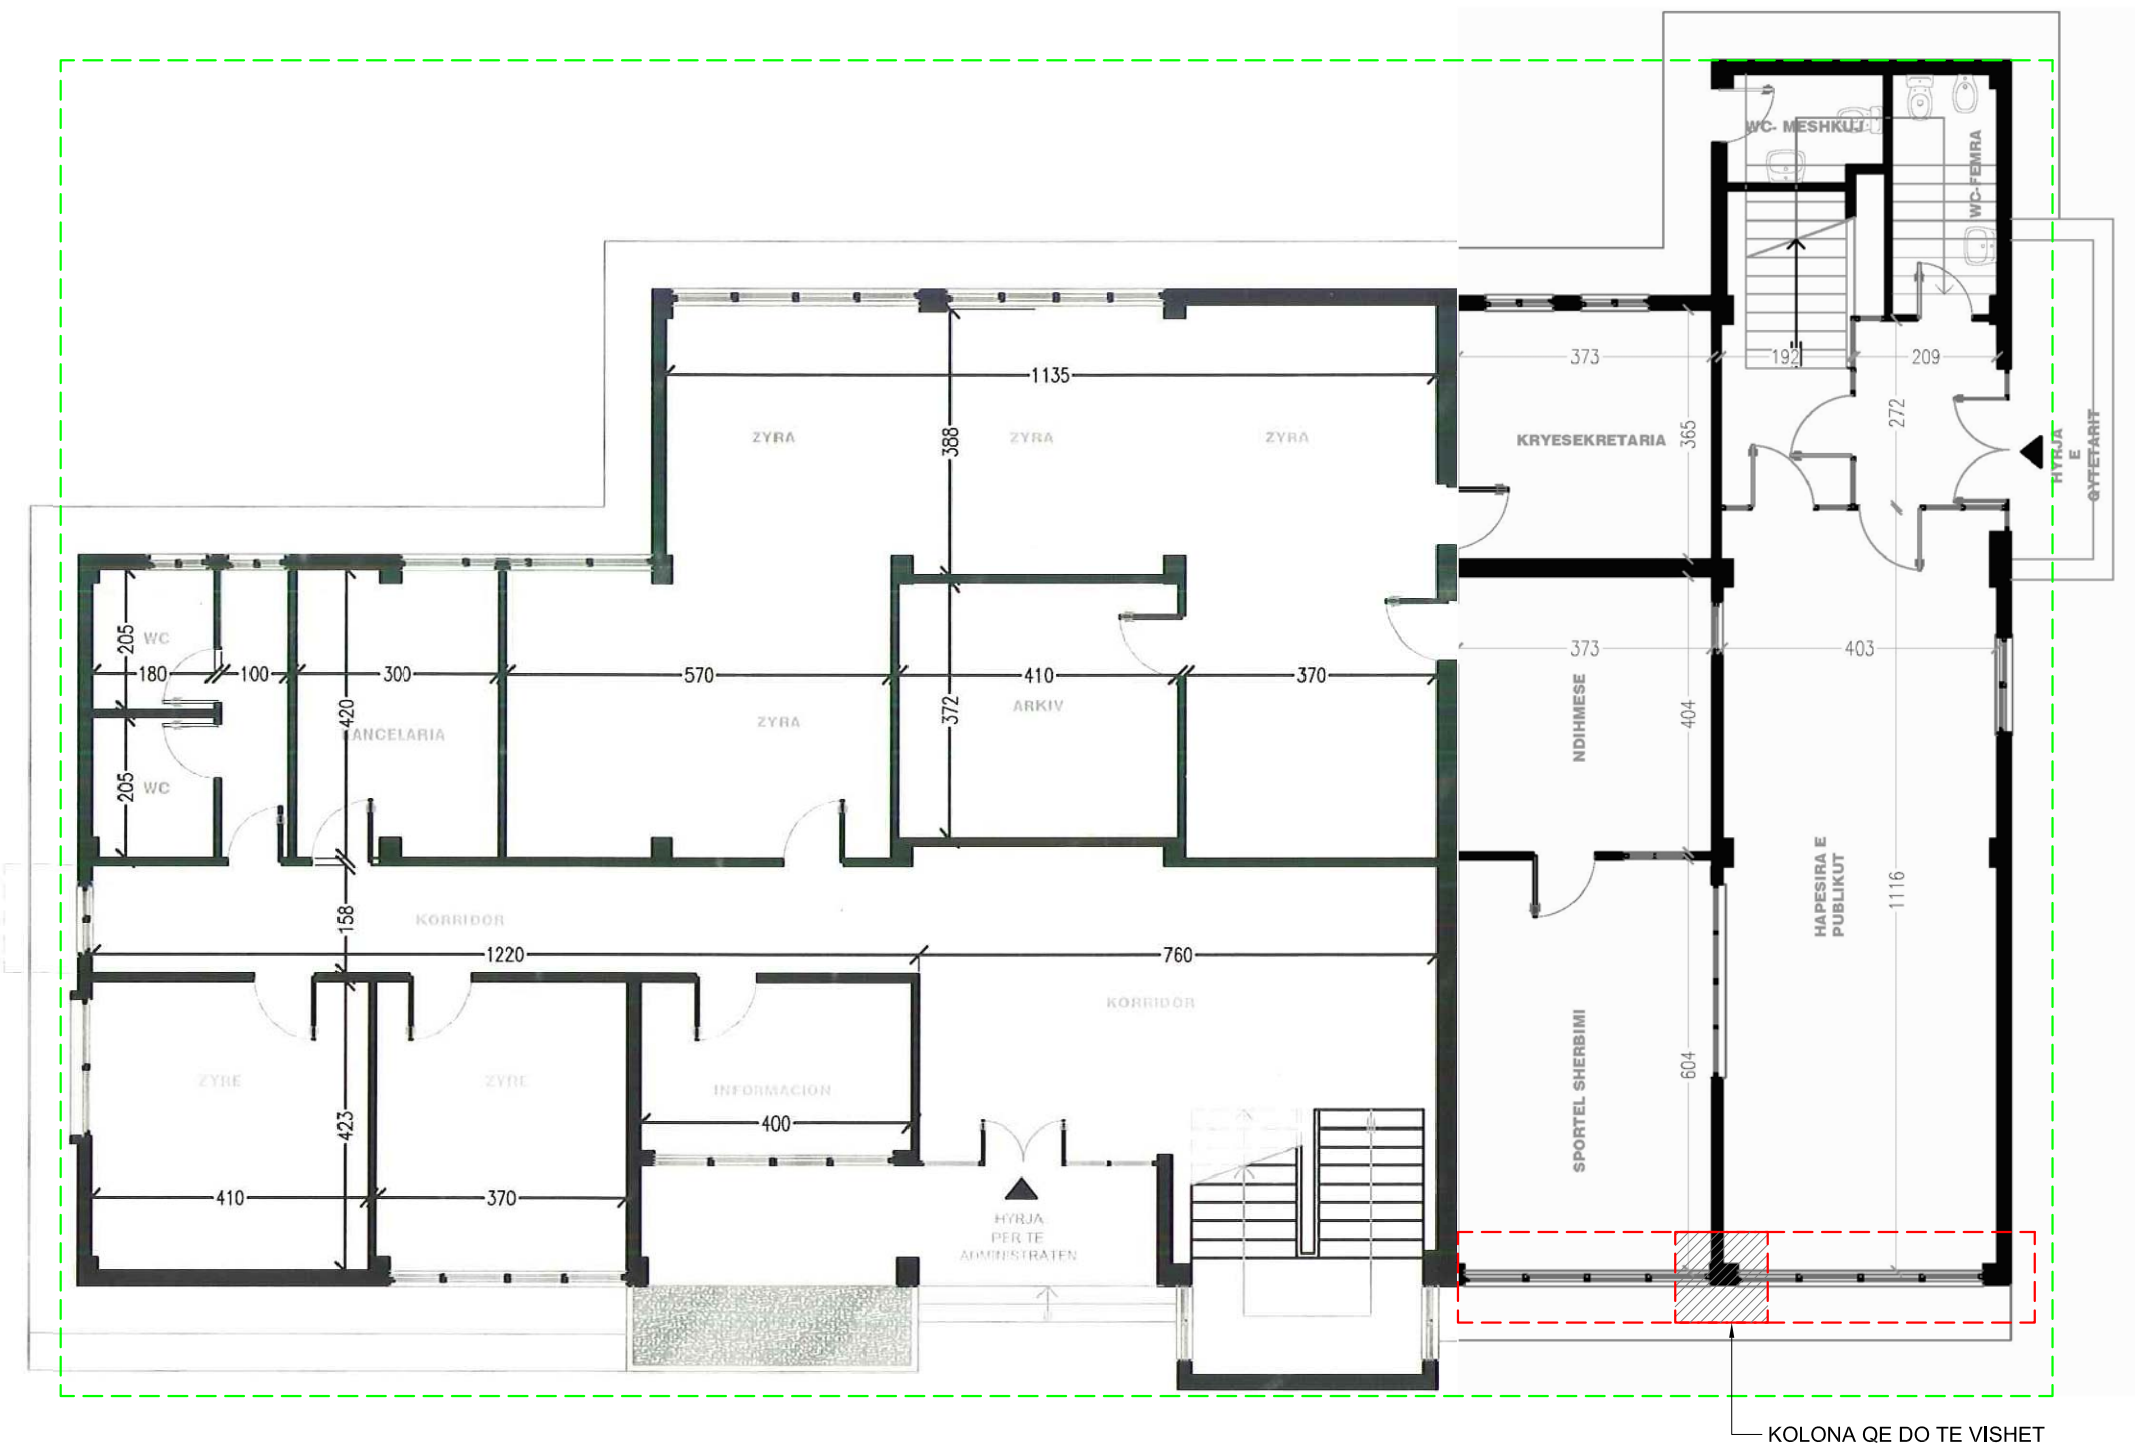 WC- MESHKUJ
WC-FEMRA
373
192
209
1135
ZYRA
388
ZYRA
ZYRA
KRYESEKRETARIA
365
272
HYRJA
E
QYTETARIT
205
WC
180
100
300
420
570
410
370
373
403
KANCELARIA
ZYRA
372
ARKIV
NDIHMESE
404
205
WC
158
KORRIDOR
1220
760
KORRIDOR
HAPESIRA E
PUBLIKUT
1116
ZYRE
ZYRE
INFORMACION
400
423
410
370
SPORTEL SHERBIMI
604
HYRJA
PER TE
ADMINISTRATEN
KOLONA QE DO TE VISHET